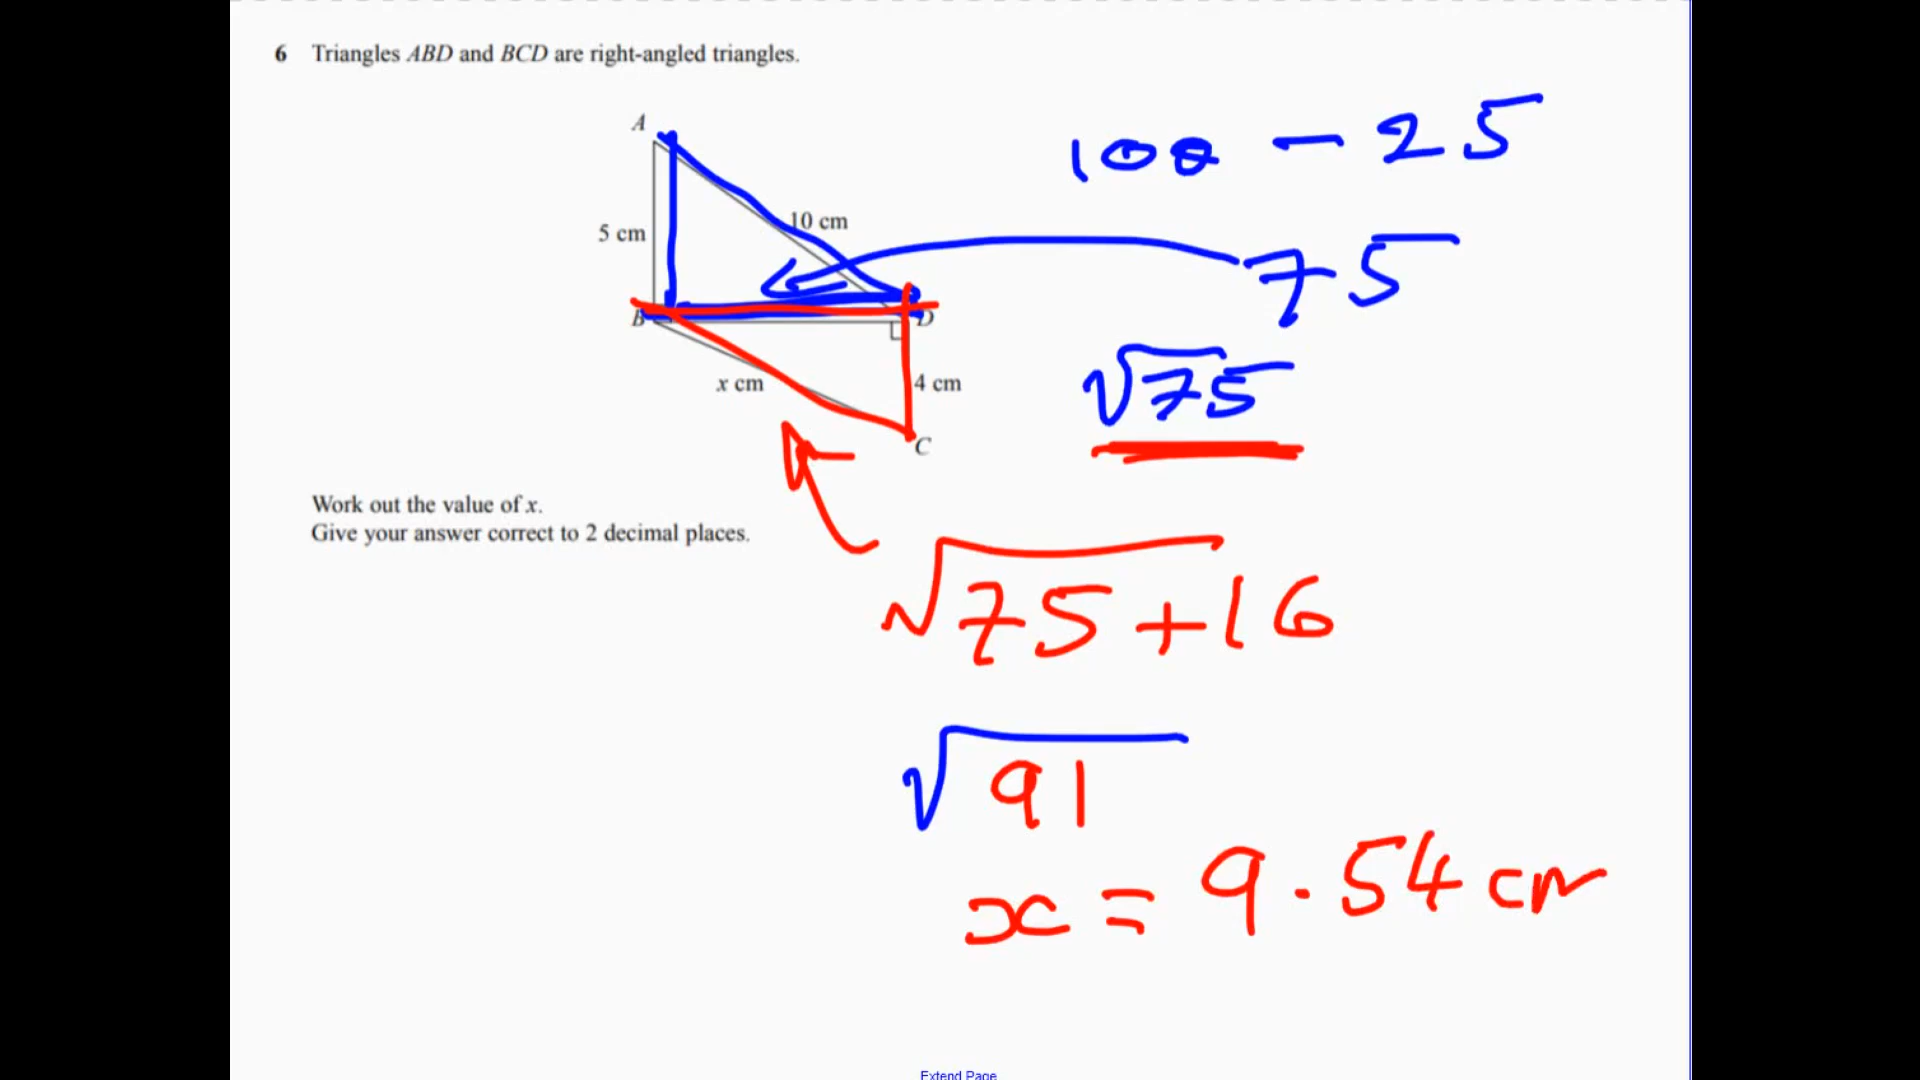 6 Triangles ABD and BCD are right-angled triangles.
A
100 - 25
10 cm
5 cm
75
B
D
x cm
4 cm
√75
C
Work out the value of x.
Give your answer correct to 2 decimal places.
√75+16
√91
x = 9.54 cm
Extend Page